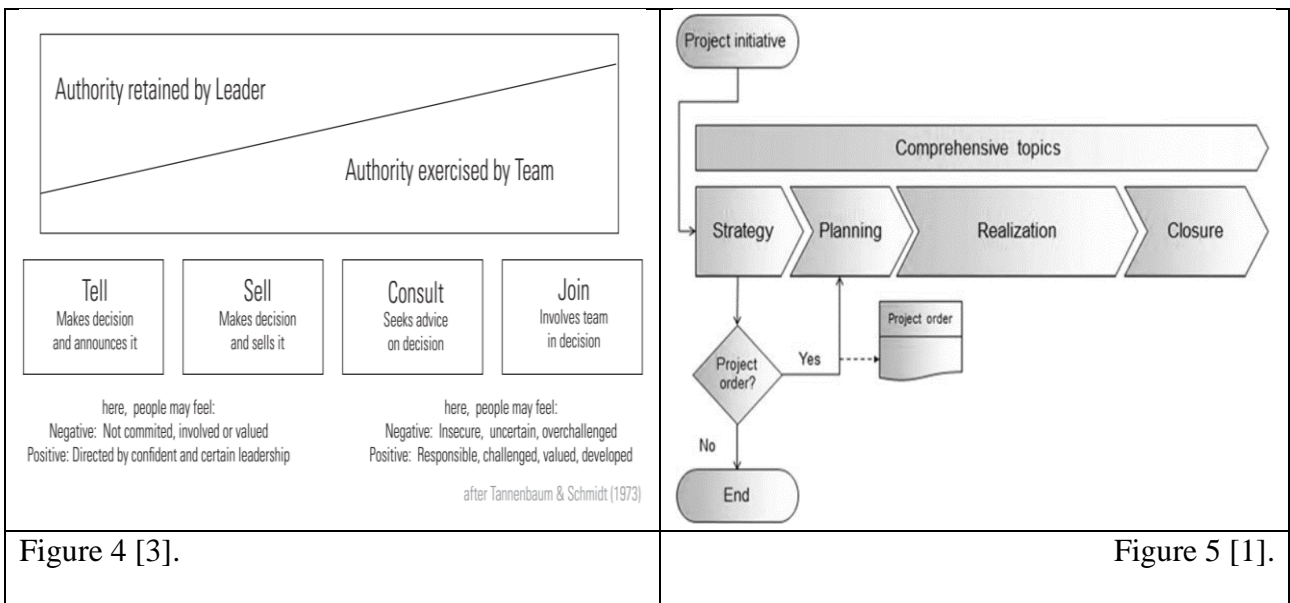 Authority retained by Leader
Authority exercised by Team
Tell
Makes decision
and announces it
Sell
Makes decision
and sells it
Consult
Seeks advice
on decision
Join
Involves team
in decision
here, people may feel:
Negative: Not commited, involved or valued
Positive: Directed by confident and certain leadership
here, people may feel:
Negative: Insecure, uncertain, overchallenged
Positive: Responsible, challenged, valued, developed
after Tannenbaum & Schmidt (1973)
Figure 4 [3].
Project initiative
Comprehensive topics
Strategy
Planning
Realization
Closure
Project order?
Yes
Project order
No
End
Figure 5 [1].